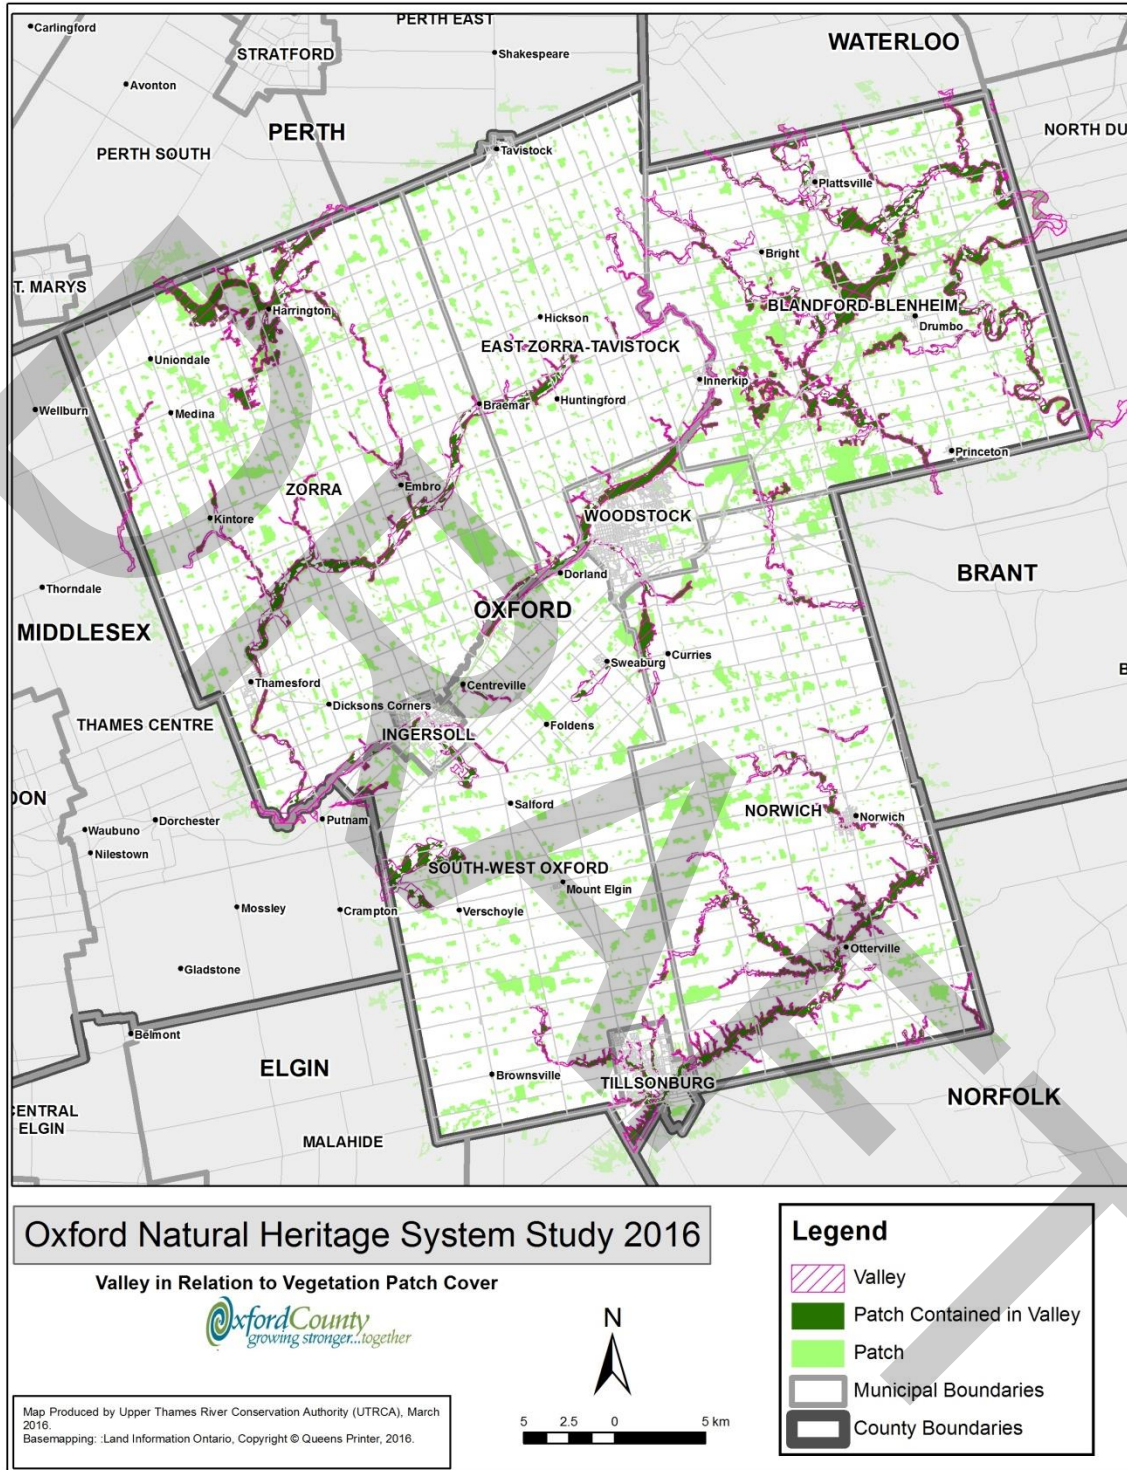 Carlingford
PERTH EAST
STRATFORD
Shakespeare
WATERLOO
Avonton
PERTH
NORTH DU
PERTH SOUTH
Tavistock
Plattsville
T. MARYS
Bright
Harrington
BLANDFORD-BLENHEIM
Hickson
Drumbo
EAST ZORRA-TAVISTOCK
Uniondale
Innerkip
Wellburn
Medina
Braemar
Huntingford
Princeton
ZORRA
Embro
Kintore
WOODSTOCK
Thorndale
Dorland
BRANT
OXFORD
MIDDLESEX
Sweaburg
Curries
B
Thamesford
Centreville
Dicksons Corners
THAMES CENTRE
Foldens
INGERSOLL
DON
Salford
NORWICH
Norwich
Putnam
Dorchester
Waubuno
Nilestown
SOUTH-WEST OXFORD
Mount Elgin
Mossley
Crampton
Verschoyle
Otterville
Gladstone
Belmont
ELGIN
Brownsville
TILLSONBURG
NORFOLK
CENTRAL
ELGIN
MALAHIDE
DRAFT
Oxford Natural Heritage System Study 2016
Valley in Relation to Vegetation Patch Cover
OxfordCounty
growing stronger...together
N
5 2.5 0 5 km
Map Produced by Upper Thames River Conservation Authority (UTRCA), March
2016.
Basemapping: :Land Information Ontario, Copyright © Queens Printer, 2016.
Legend
Valley
Patch Contained in Valley
Patch
Municipal Boundaries
County Boundaries